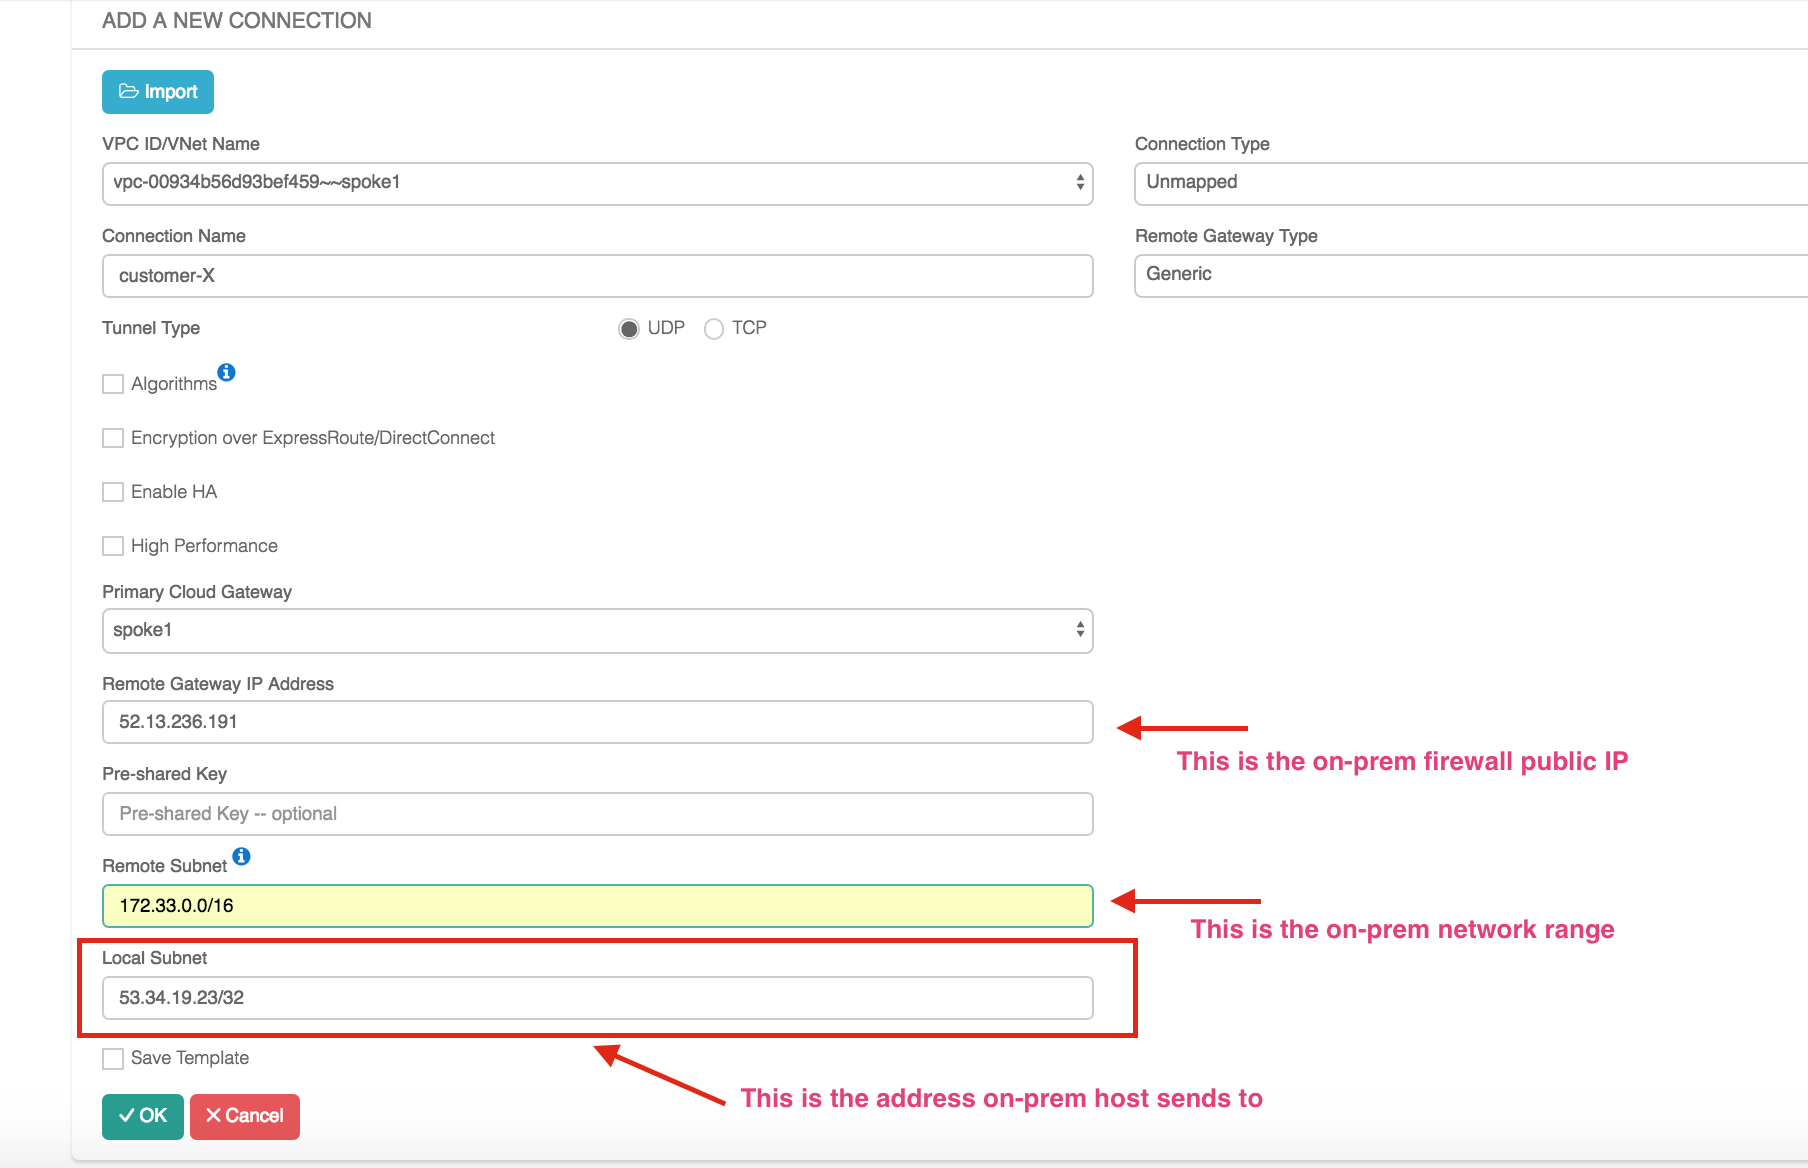 ADD A NEW CONNECTION
Import
VPC ID/VNet Name
Connection Type
vpc-00934b56d93bef459~~spoke1
Unmapped
Connection Name
Remote Gateway Type
customer-X
Generic
Tunnel Type
UDP
TCP
Algorithms
Encryption over ExpressRoute/DirectConnect
Enable HA
High Performance
Primary Cloud Gateway
spoke1
Remote Gateway IP Address
52.13.236.191
This is the on-prem firewall public IP
Pre-shared Key
Pre-shared Key -- optional
Remote Subnet
172.33.0.0/16
This is the on-prem network range
Local Subnet
53.34.19.23/32
Save Template
This is the address on-prem host sends to
OK
Cancel